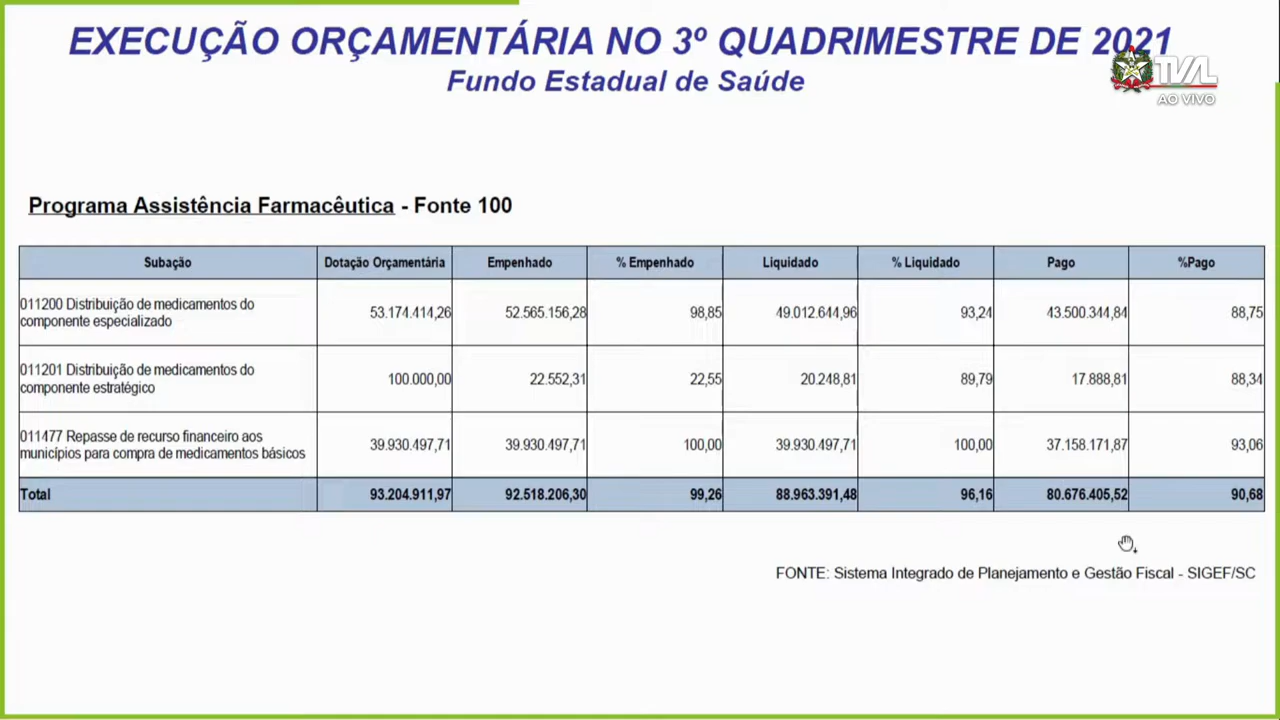 EXECUÇÃO ORÇAMENTÁRIA NO 3º QUADRIMESTRE DE 2021
Fundo Estadual de Saúde
TVAL
AO VIVO
Programa Assistência Farmacêutica - Fonte 100
Subação Dotação Orçamentária Empenhado % Empenhado Liquidado % Liquidado Pago %Pago
011200 Distribuição de medicamentos do
componente especializado 53.174.414,26 52.565.156,28 98,85 49.012.644,96 93,24 43.500.344,84 88,75
011201 Distribuição de medicamentos do
componente estratégico 100.000,00 22.552,31 22,55 20.248,81 89,79 17.888,81 88,34
011477 Repasse de recurso financeiro aos
municípios para compra de medicamentos básicos 39.930.497,71 39.930.497,71 100,00 39.930.497,71 100,00 37.158.171,87 93,06
Total 93.204.911,97 92.518.206,30 99,26 88.963.391,48 96,16 80.676.405,52 90,68
FONTE: Sistema Integrado de Planejamento e Gestão Fiscal - SIGEF/SC